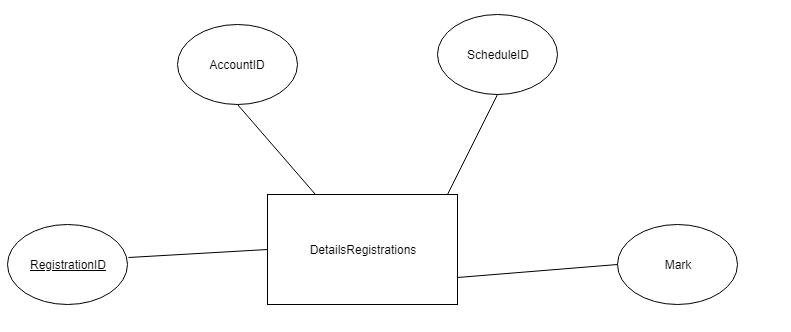 AccountID
ScheduleID
DetailsRegistrations
RegistrationID
Mark